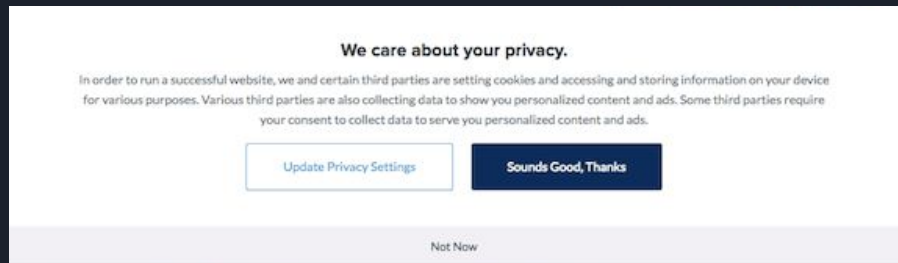 We care about your privacy.
In order to run a successful website, we and certain third parties are setting cookies and accessing and storing information on your device
for various purposes. Various third parties are also collecting data to show you personalized content and ads. Some third parties require
your consent to collect data to serve you personalized content and ads.
Update Privacy Settings
Sounds Good, Thanks
Not Now